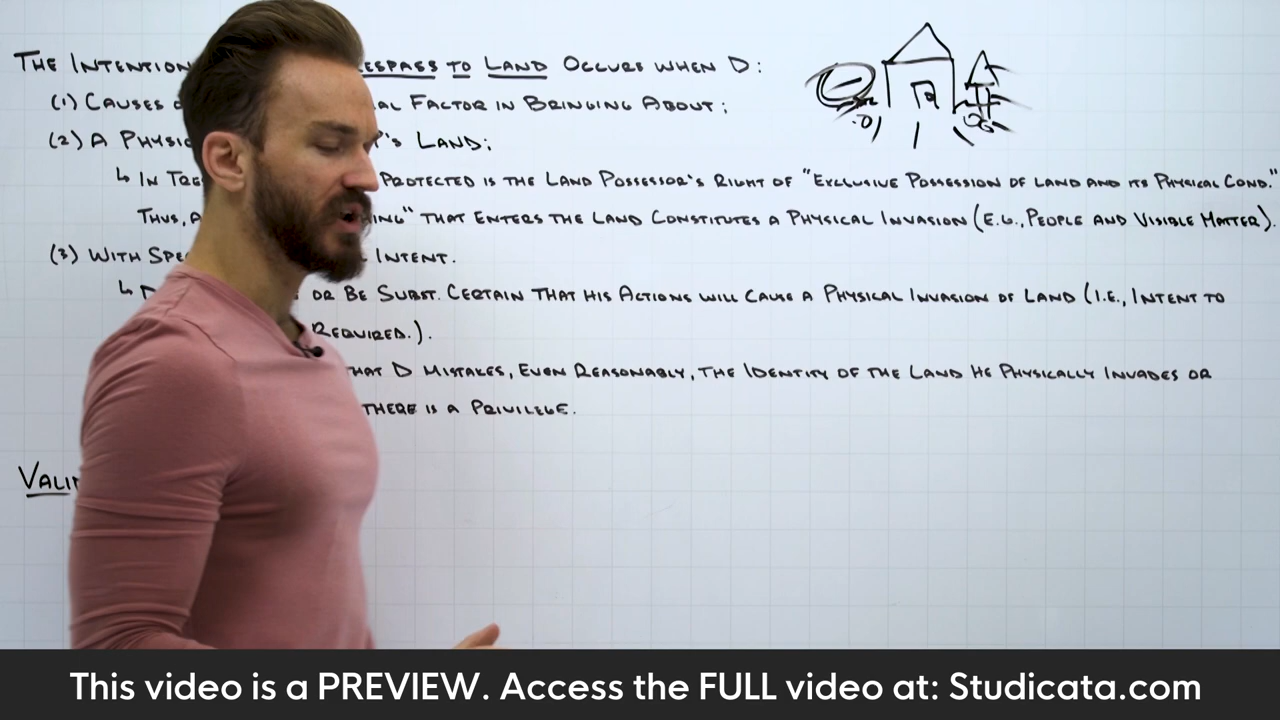 THE INTENTION ESPASS TO LAND OCCURS WHEN D:
(1) CAUSES AL FACTOR IN BRINGING ABOUT;
(2) A PHYSIC P'S LAND;
↳ IN TRE PROTECTED IS THE LAND POSSESSOR'S RIGHT OF "EXCLUSIVE POSSESSION OF LAND AND ITS PHYSICAL COND."
THUS, A ING" THAT ENTERS THE LAND CONSTITUTES A PHYSICAL INVASION (E.G., PEOPLE AND VISIBLE MATTER).
(3) WITH SPE INTENT.
↳ OR BE SUBST. CERTAIN THAT HIS ACTIONS WILL CAUSE A PHYSICAL INVASION OF LAND (I.E., INTENT TO
REQUIRED.).
HAT D MISTAKES, EVEN REASONABLY, THE IDENTITY OF THE LAND HE PHYSICALLY INVADES OR
THERE IS A PRIVILEGE.
VALI
This video is a PREVIEW. Access the FULL video at: Studicata.com